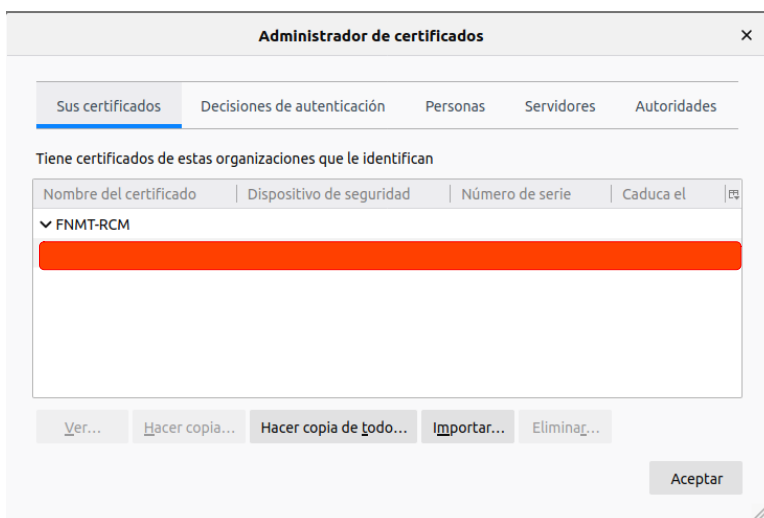 Administrador de certificados
Sus certificados Decisiones de autenticación Personas Servidores Autoridades
Tiene certificados de estas organizaciones que le identifican
Nombre del certificado Dispositivo de seguridad Número de serie Caduca el
FNMT-RCM
Ver... Hacer copia... Hacer copia de todo... Importar... Eliminar...
Aceptar